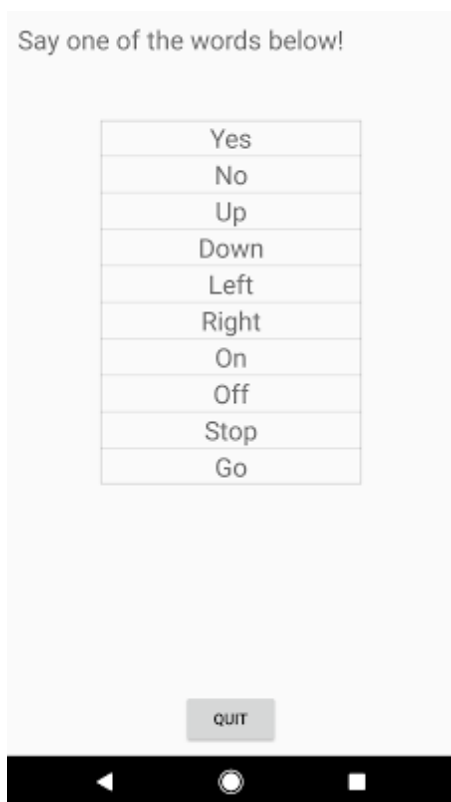 Say one of the words below!
Yes
No
Up
Down
Left
Right
On
Off
Stop
Go
QUIT